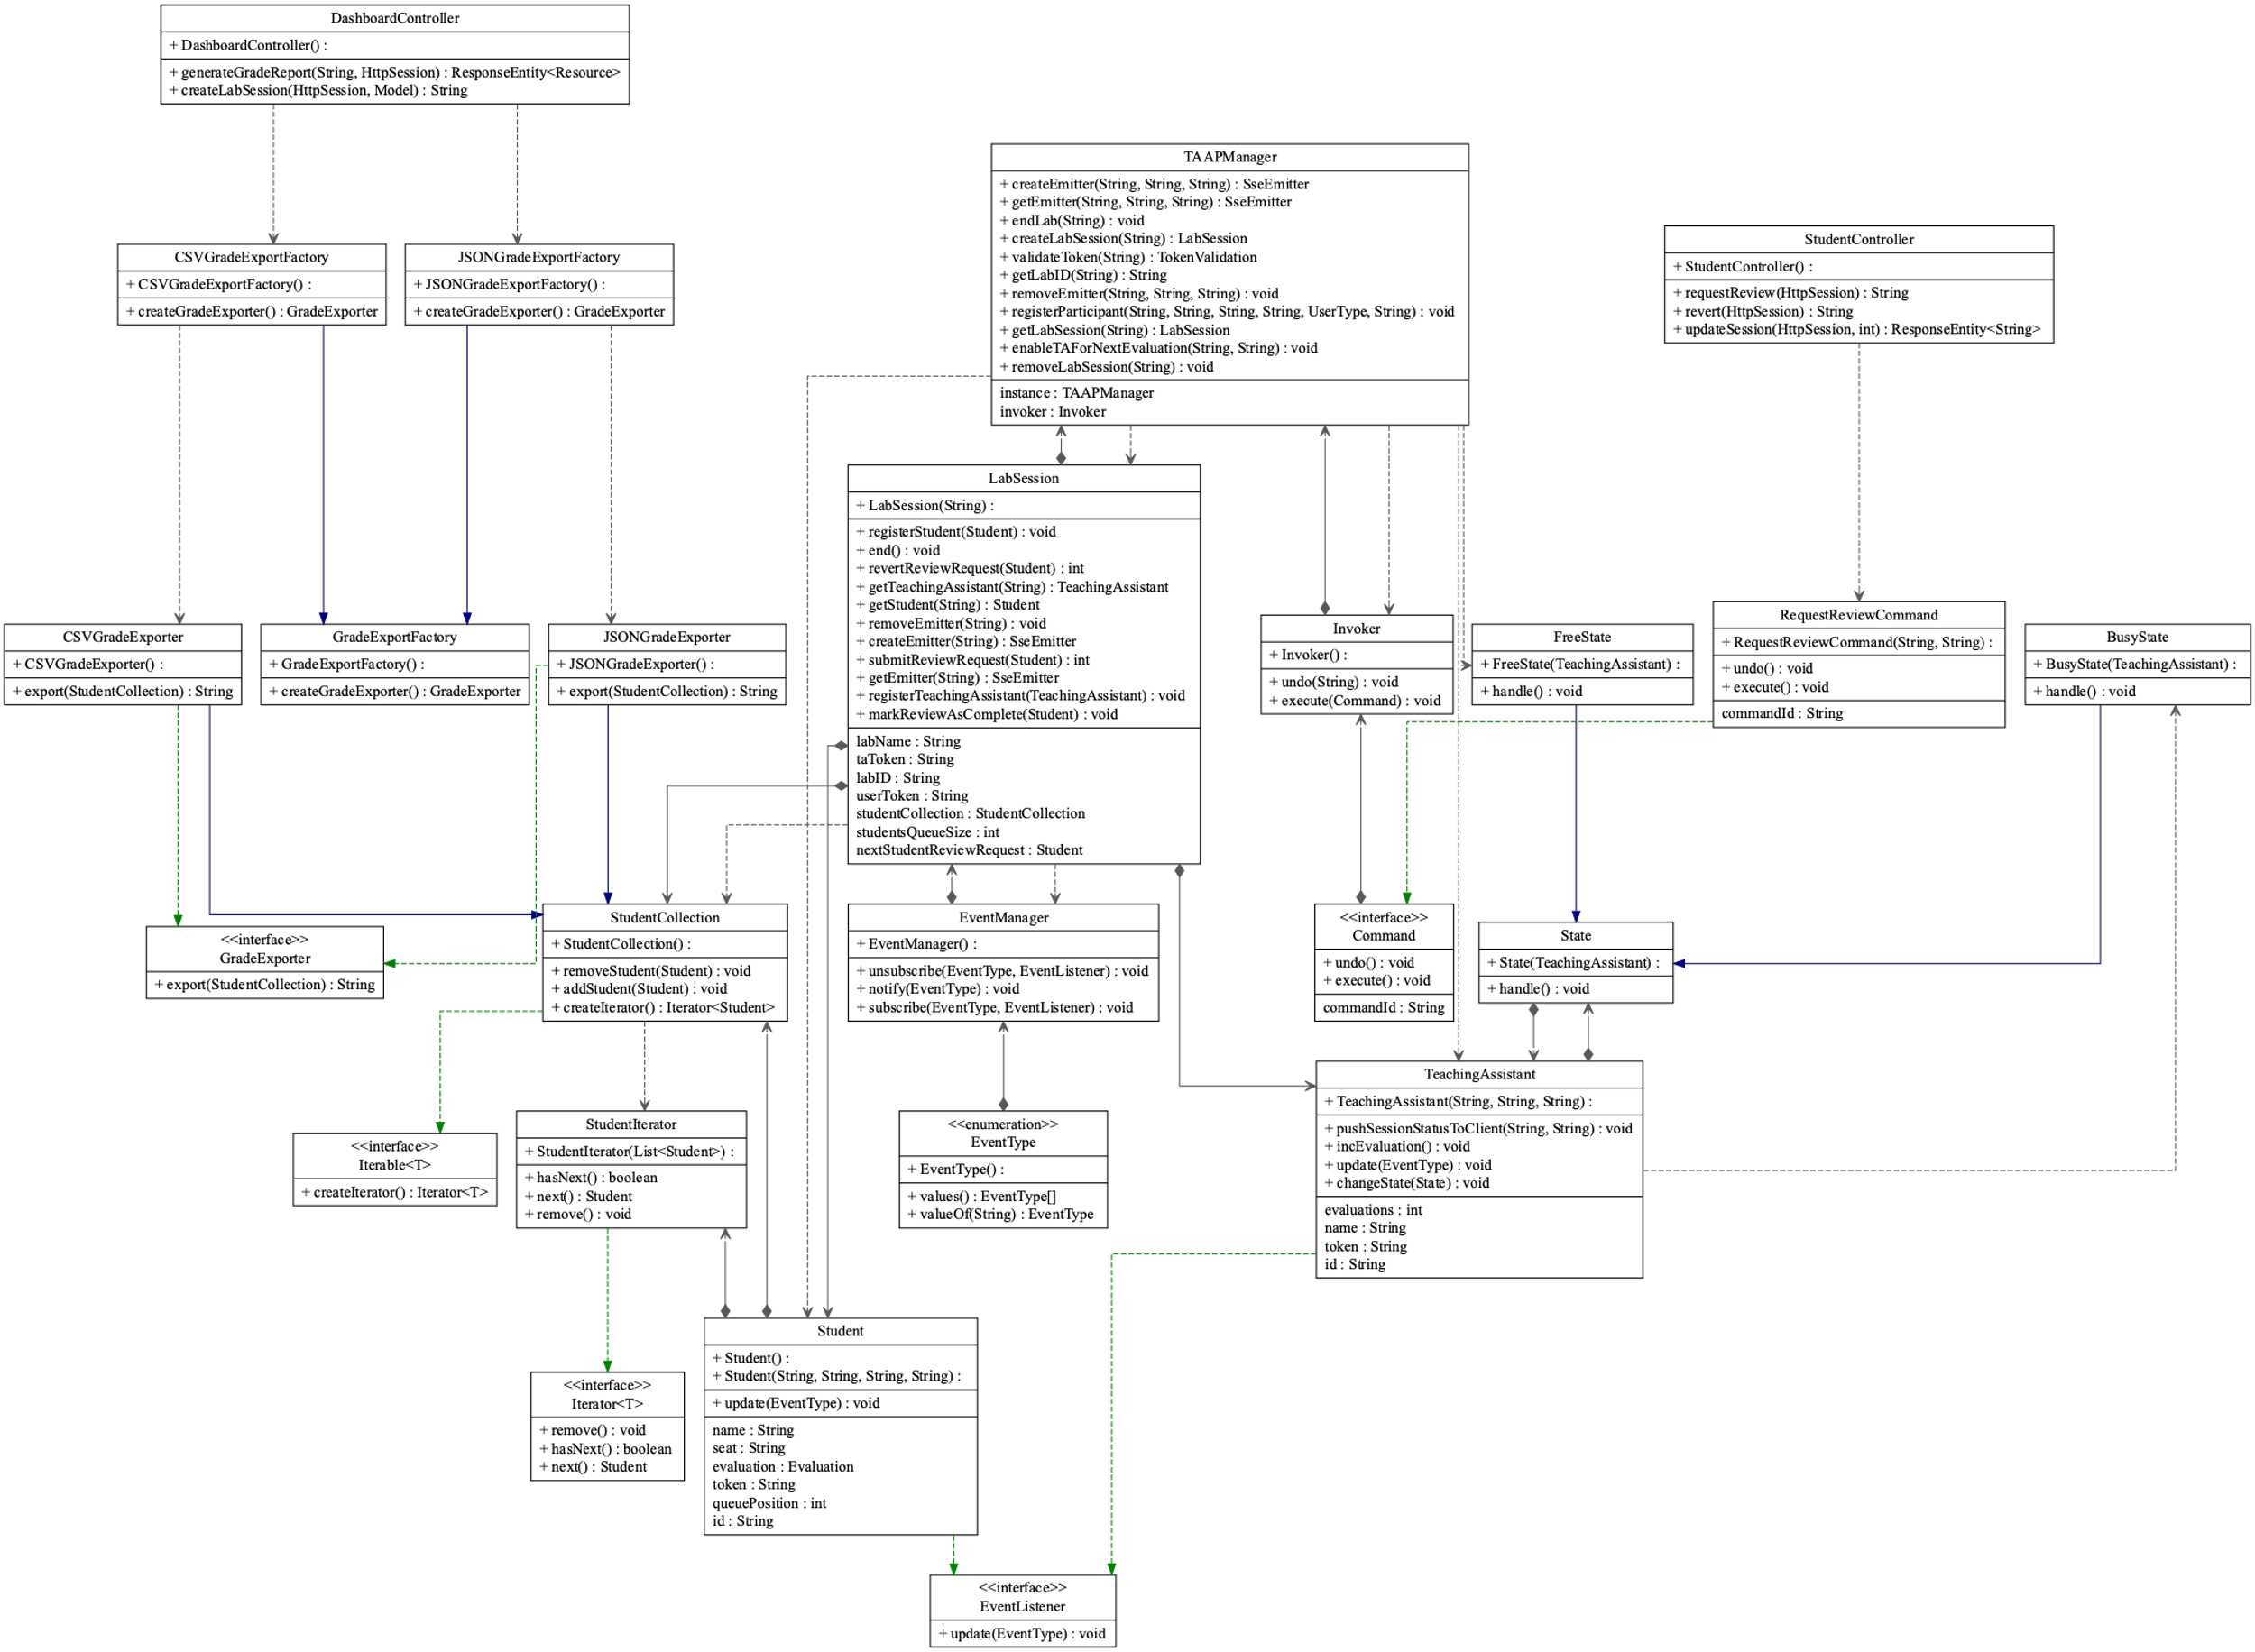 DashboardController
+ DashboardController() :
+ generateGradeReport(String, HttpSession) : ResponseEntity<Resource>
+ createLabSession(HttpSession, Model) : String
TAAPManager
+ createEmitter(String, String, String) : SseEmitter
+ getEmitter(String, String, String) : SseEmitter
+ endLab(String) : void
+ createLabSession(String) : LabSession
+ validateToken(String) : TokenValidation
+ getLabID(String) : String
+ removeEmitter(String, String, String) : void
+ registerParticipant(String, String, String, String, UserType, String) : void
+ getLabSession(String) : LabSession
+ enableTAForNextEvaluation(String, String) : void
+ removeLabSession(String) : void
instance : TAAPManager
invoker : Invoker
StudentController
+ StudentController() :
+ requestReview(HttpSession) : String
+ revert(HttpSession) : String
+ updateSession(HttpSession, int) : ResponseEntity<String>
CSVGradeExportFactory
+ CSVGradeExportFactory() :
+ createGradeExporter() : GradeExporter
JSONGradeExportFactory
+ JSONGradeExportFactory() :
+ createGradeExporter() : GradeExporter
LabSession
+ LabSession(String) :
+ registerStudent(Student) : void
+ end() : void
+ revertReviewRequest(Student) : int
+ getTeachingAssistant(String) : TeachingAssistant
+ getStudent(String) : Student
+ removeEmitter(String) : void
+ createEmitter(String) : SseEmitter
+ submitReviewRequest(Student) : int
+ getEmitter(String) : SseEmitter
+ registerTeachingAssistant(TeachingAssistant) : void
+ markReviewAsComplete(Student) : void
labName : String
taToken : String
labID : String
userToken : String
studentCollection : StudentCollection
studentsQueueSize : int
nextStudentReviewRequest : Student
CSVGradeExporter
+ CSVGradeExporter() :
+ export(StudentCollection) : String
GradeExportFactory
+ GradeExportFactory() :
+ createGradeExporter() : GradeExporter
JSONGradeExporter
+ JSONGradeExporter() :
+ export(StudentCollection) : String
Invoker
+ Invoker() :
+ undo(String) : void
+ execute(Command) : void
FreeState
+ FreeState(TeachingAssistant) :
+ handle() : void
RequestReviewCommand
+ RequestReviewCommand(String, String) :
+ undo() : void
+ execute() : void
commandId : String
BusyState
+ BusyState(TeachingAssistant) :
+ handle() : void
<<interface>>
GradeExporter
+ export(StudentCollection) : String
StudentCollection
+ StudentCollection() :
+ removeStudent(Student) : void
+ addStudent(Student) : void
+ createIterator() : Iterator<Student>
EventManager
+ EventManager() :
+ unsubscribe(EventType, EventListener) : void
+ notify(EventType) : void
+ subscribe(EventType, EventListener) : void
<<interface>>
Command
+ undo() : void
+ execute() : void
commandId : String
State
+ State(TeachingAssistant) :
+ handle() : void
<<interface>>
Iterable<T>
+ createIterator() : Iterator<T>
StudentIterator
+ StudentIterator(List<Student>) :
+ hasNext() : boolean
+ next() : Student
+ remove() : void
<<enumeration>>
EventType
+ EventType() :
+ values() : EventType[]
+ valueOf(String) : EventType
TeachingAssistant
+ TeachingAssistant(String, String, String) :
+ pushSessionStatusToClient(String, String) : void
+ incEvaluation() : void
+ update(EventType) : void
+ changeState(State) : void
evaluations : int
name : String
token : String
id : String
<<interface>>
Iterator<T>
+ remove() : void
+ hasNext() : boolean
+ next() : Student
Student
+ Student() :
+ Student(String, String, String, String) :
+ update(EventType) : void
name : String
seat : String
evaluation : Evaluation
token : String
queuePosition : int
id : String
<<interface>>
EventListener
+ update(EventType) : void